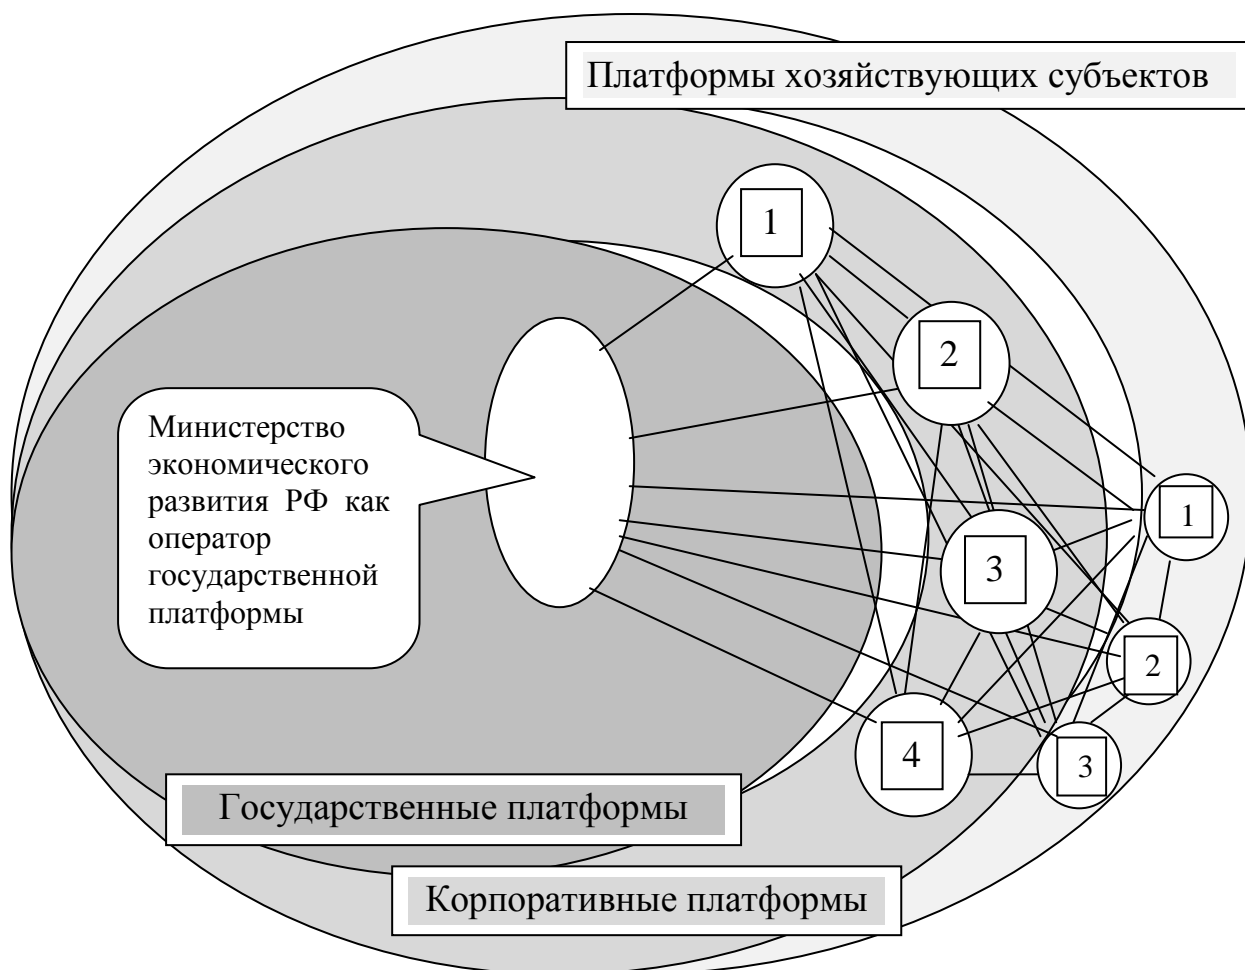 Платформы хозяйствующих субъектов
1
2
Министерство
экономического
развития РФ как
оператор
государственной
платформы
1
3
2
4
3
Государственные платформы
Корпоративные платформы